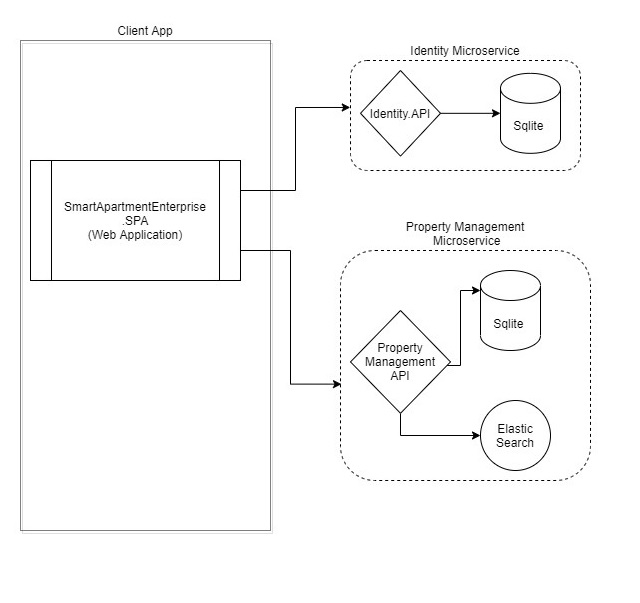 Client App
SmartApartmentEnterprise
.SPA
(Web Application)
Identity Microservice
Identity.API
Sqlite
Property Management
Microservice
Property
Management
API
Sqlite
Elastic
Search